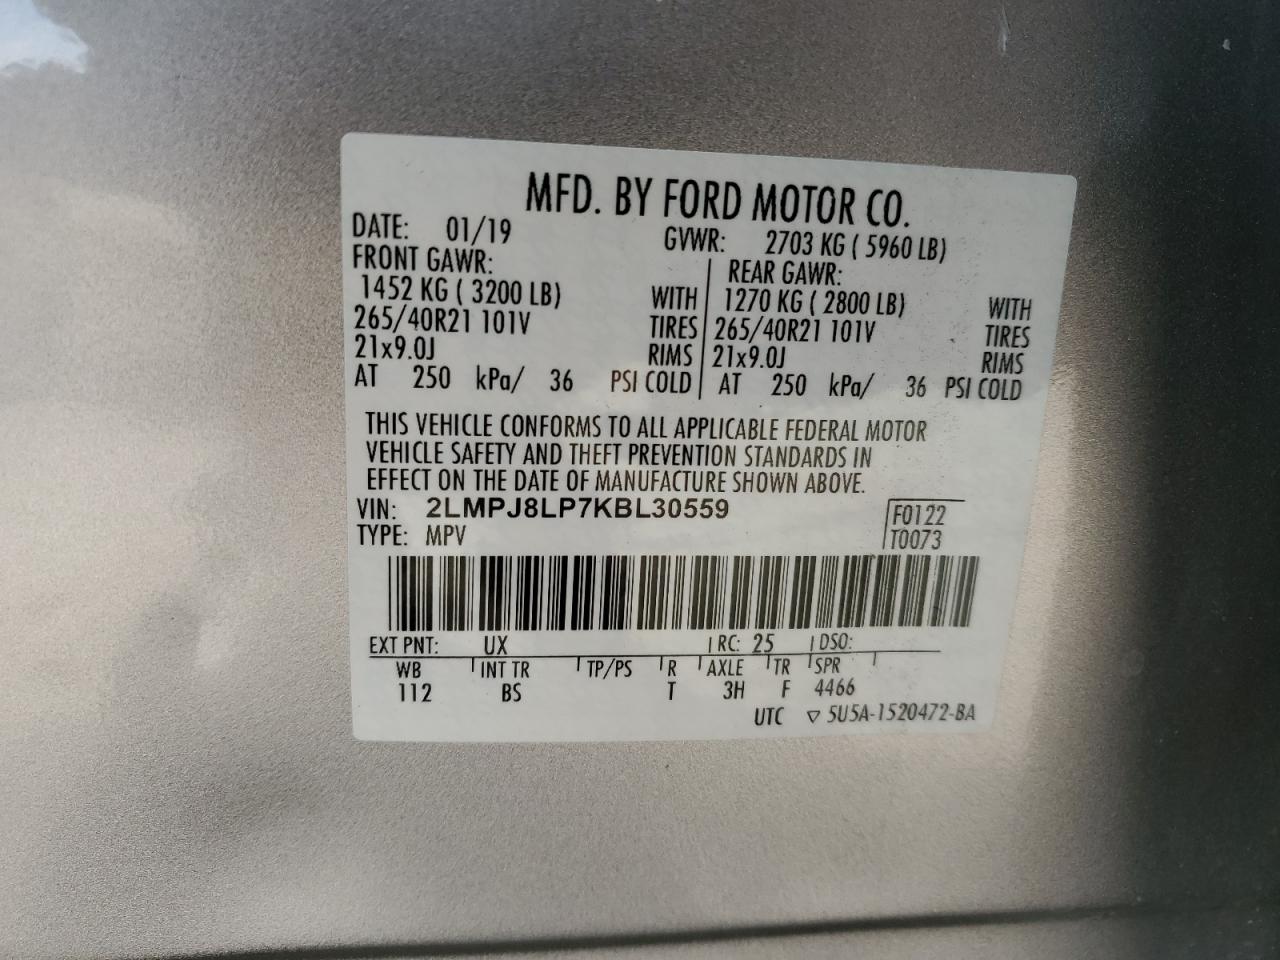 MFD. BY FORD MOTOR CO.
DATE: 01/19 GVWR: 2703 KG ( 5960 LB)
FRONT GAWR: REAR GAWR:
1452 KG ( 3200 LB) WITH 1270 KG ( 2800 LB) WITH
265/40R21 101V TIRES 265/40R21 101V TIRES
21x9.0J RIMS 21x9.0J RIMS
AT 250 kPa/ 36 PSI COLD AT 250 kPa/ 36 PSI COLD
THIS VEHICLE CONFORMS TO ALL APPLICABLE FEDERAL MOTOR
VEHICLE SAFETY AND THEFT PREVENTION STANDARDS IN
EFFECT ON THE DATE OF MANUFACTURE SHOWN ABOVE.
VIN: 2LMPJ8LP7KBL30559 F0122
TYPE: MPV T0073
EXT PNT: UX RC: 25 DSO:
WB INT TR TP/PS R AXLE TR SPR
112 BS T 3H F 4466
UTC ▽ 5U5A-1520472-BA